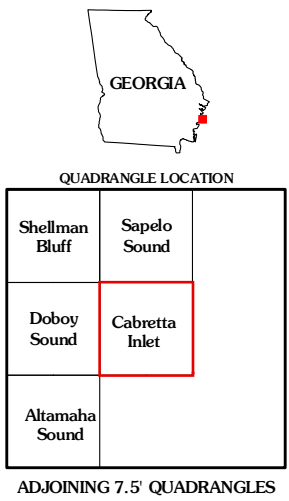 GEORGIA
QUADRANGLE LOCATION
Shellman
Bluff
Sapelo
Sound
Doboy
Sound
Cabretta
Inlet
Altamaha
Sound
ADJOINING 7.5' QUADRANGLES